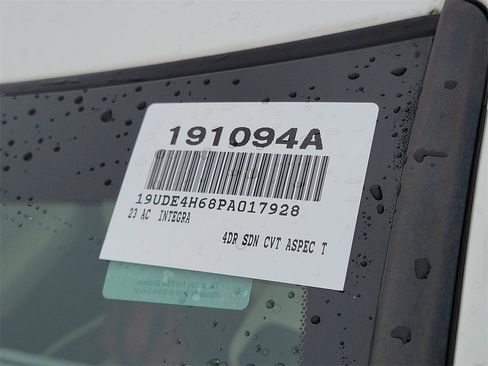 191094A
19UDE4H68PA017928
23 AC INTEGRA
4DR SDN CVT ASPEC T